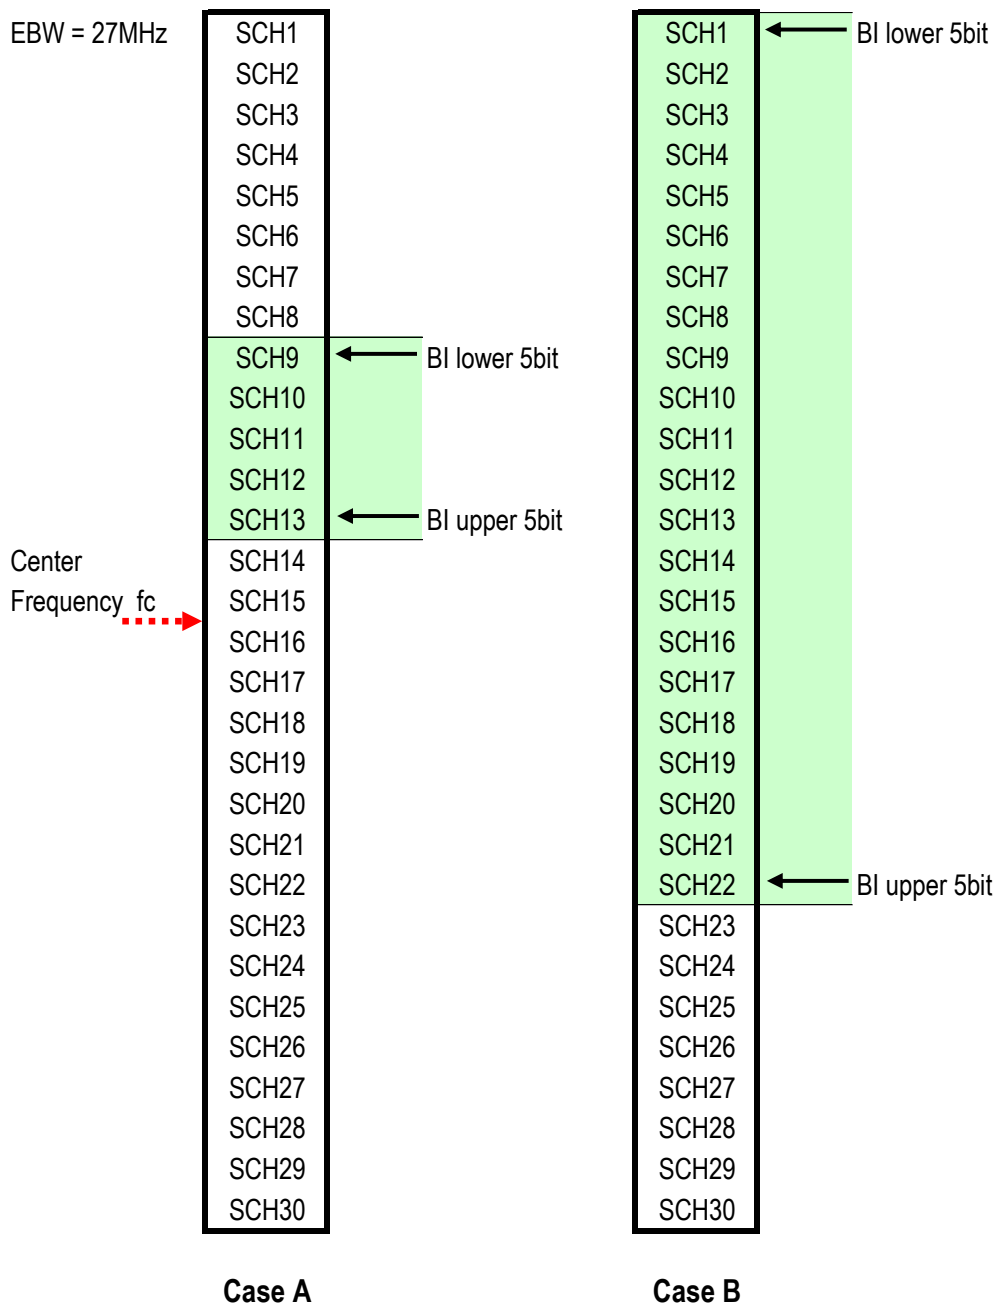 EBW = 27MHz
SCH1
SCH2
SCH3
SCH4
SCH5
SCH6
SCH7
SCH8
SCH9
BI lower 5bit
SCH10
SCH11
SCH12
SCH13
BI upper 5bit
SCH14
SCH15
SCH16
SCH17
SCH18
SCH19
SCH20
SCH21
SCH22
SCH23
SCH24
SCH25
SCH26
SCH27
SCH28
SCH29
SCH30
Center
Frequency fc
Case A
SCH1
BI lower 5bit
SCH2
SCH3
SCH4
SCH5
SCH6
SCH7
SCH8
SCH9
SCH10
SCH11
SCH12
SCH13
SCH14
SCH15
SCH16
SCH17
SCH18
SCH19
SCH20
SCH21
SCH22
BI upper 5bit
SCH23
SCH24
SCH25
SCH26
SCH27
SCH28
SCH29
SCH30
Case B